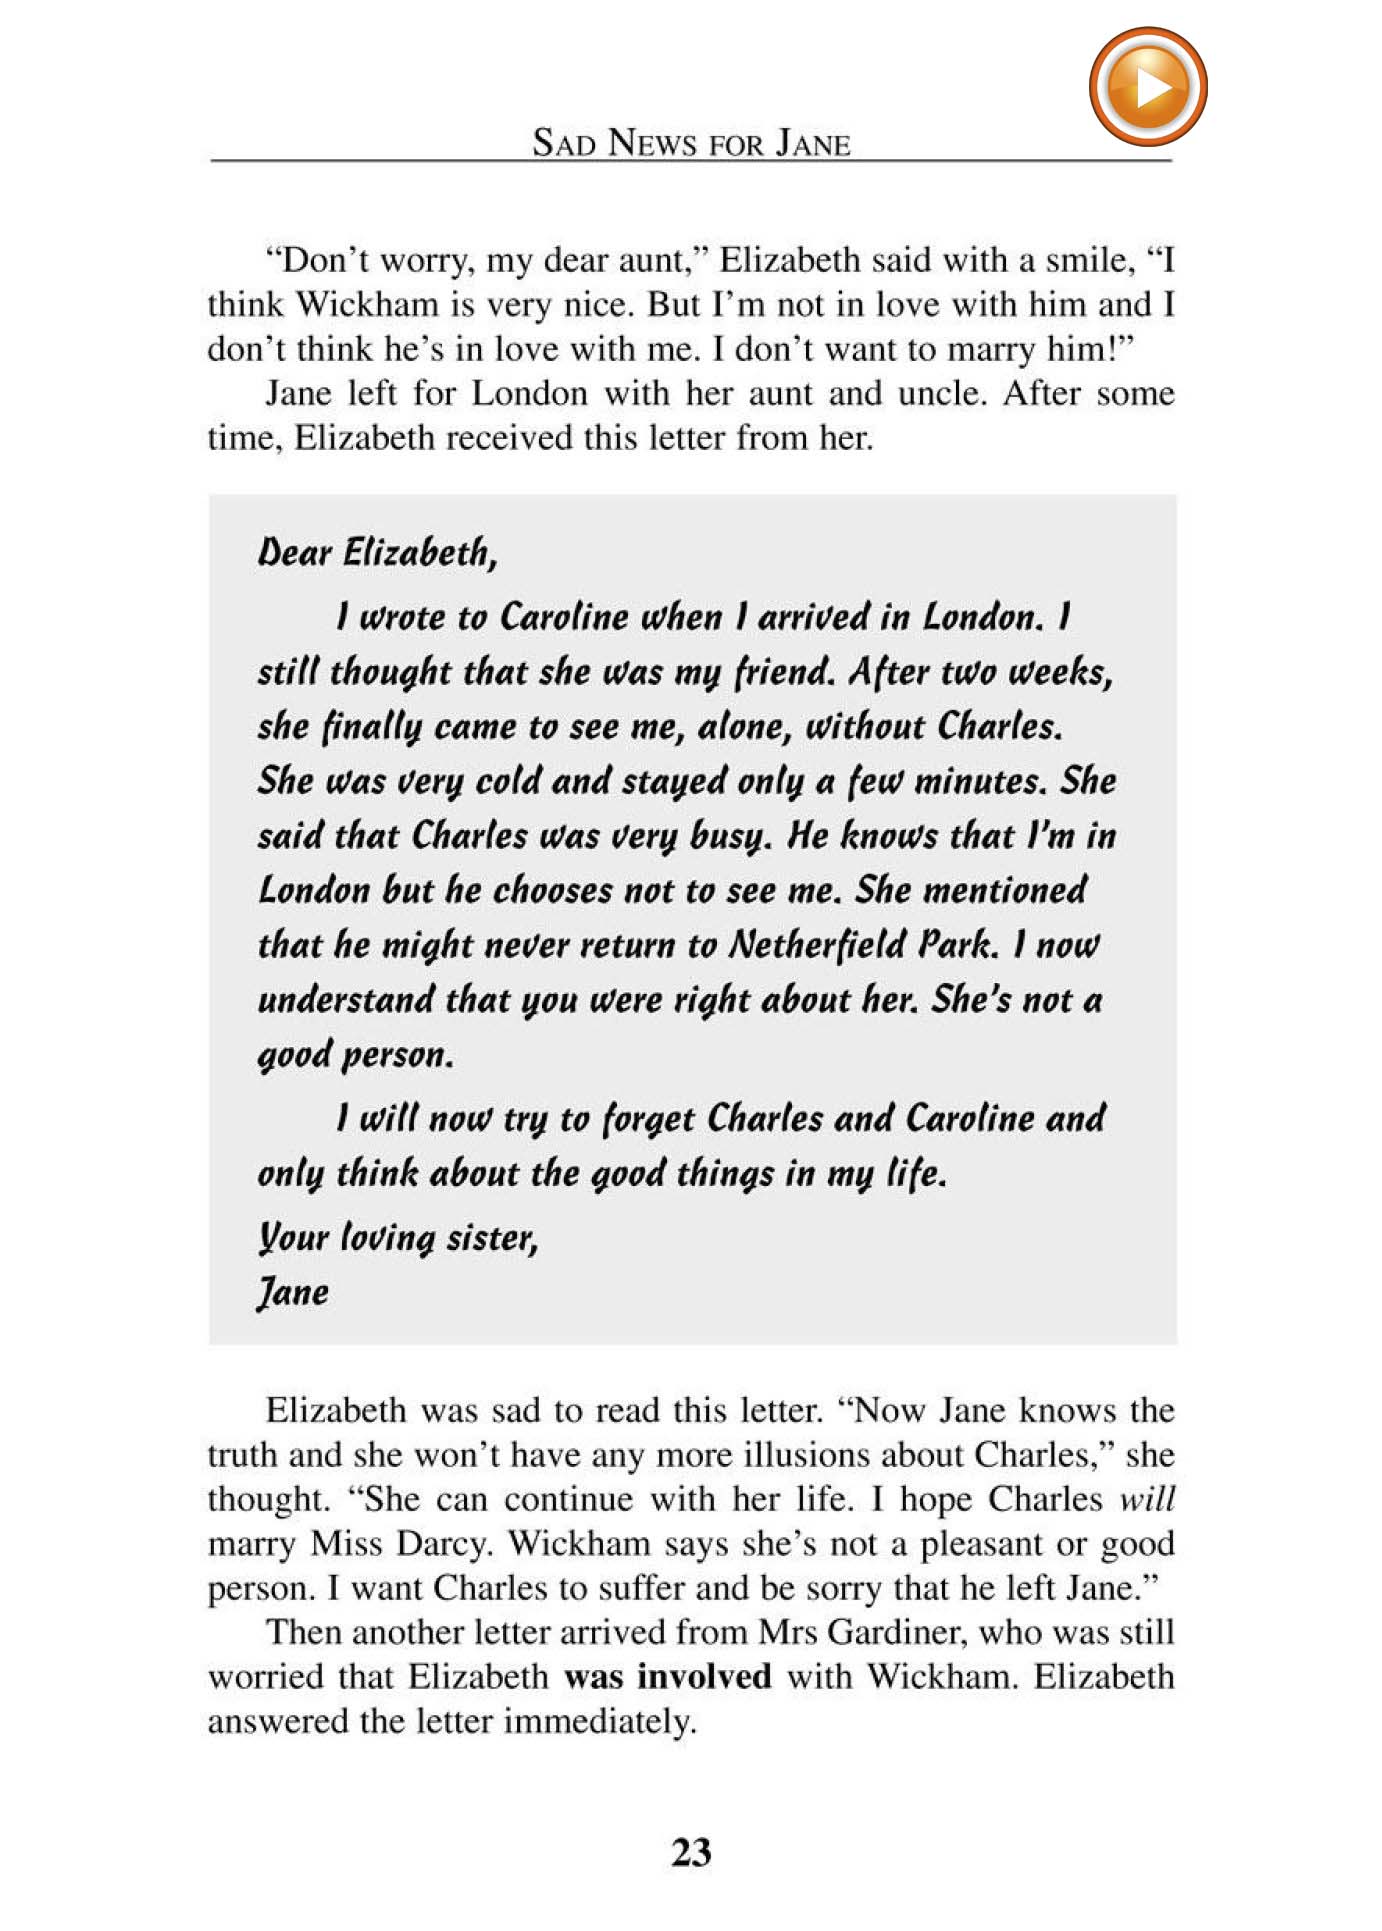 SAD NEWS FOR JANE
“Don’t worry, my dear aunt,” Elizabeth said with a smile, “I
think Wickham is very nice. But I’m not in love with him and I
don’t think he’s in love with me. I don’t want to marry him!”
Jane left for London with her aunt and uncle. After some
time, Elizabeth received this letter from her.
Dear Elizabeth,
I wrote to Caroline when I arrived in London. I
still thought that she was my friend. After two weeks,
she finally came to see me, alone, without Charles.
She was very cold and stayed only a few minutes. She
said that Charles was very busy. He knows that I’m in
London but he chooses not to see me. She mentioned
that he might never return to Netherfield Park. I now
understand that you were right about her. She’s not a
good person.
I will now try to forget Charles and Caroline and
only think about the good things in my life.
Your loving sister,
Jane
Elizabeth was sad to read this letter. “Now Jane knows the
truth and she won’t have any more illusions about Charles,” she
thought. “She can continue with her life. I hope Charles will
marry Miss Darcy. Wickham says she’s not a pleasant or good
person. I want Charles to suffer and be sorry that he left Jane.”
Then another letter arrived from Mrs Gardiner, who was still
worried that Elizabeth was involved with Wickham. Elizabeth
answered the letter immediately.
23